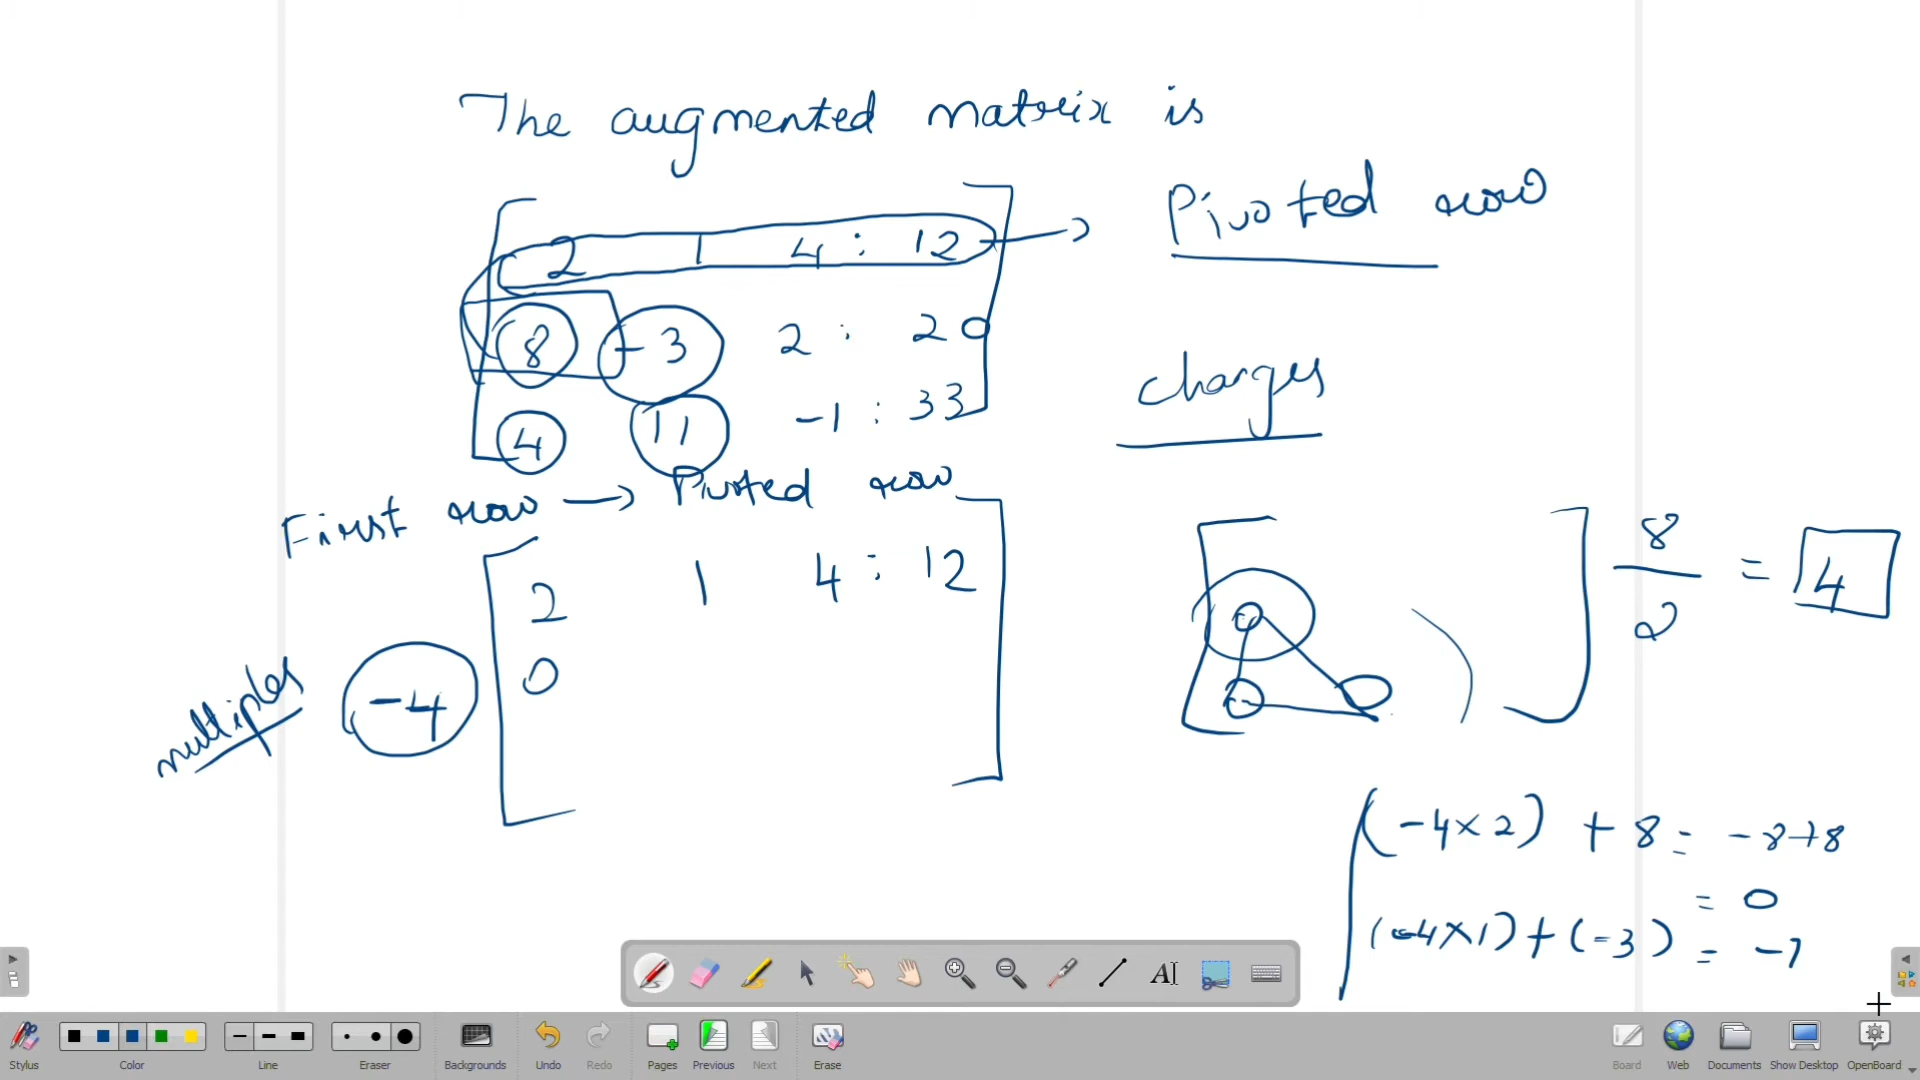 The augmented matrix is
2 1 4 : 12
Pivoted row
8 -3 2 : 20
4 11 -1 : 33
charges
First row → Pivoted row
2 1 4 : 12
0
multiples
-4
8
2
= 4
(-4×2) + 8 = -8+8
= 0
(-4×1) + (-3) = -7
Stylus
Color
Line
Eraser
Backgrounds
Undo
Redo
Pages
Previous
Next
Erase
Board
Web
Documents
Show Desktop
OpenBoard